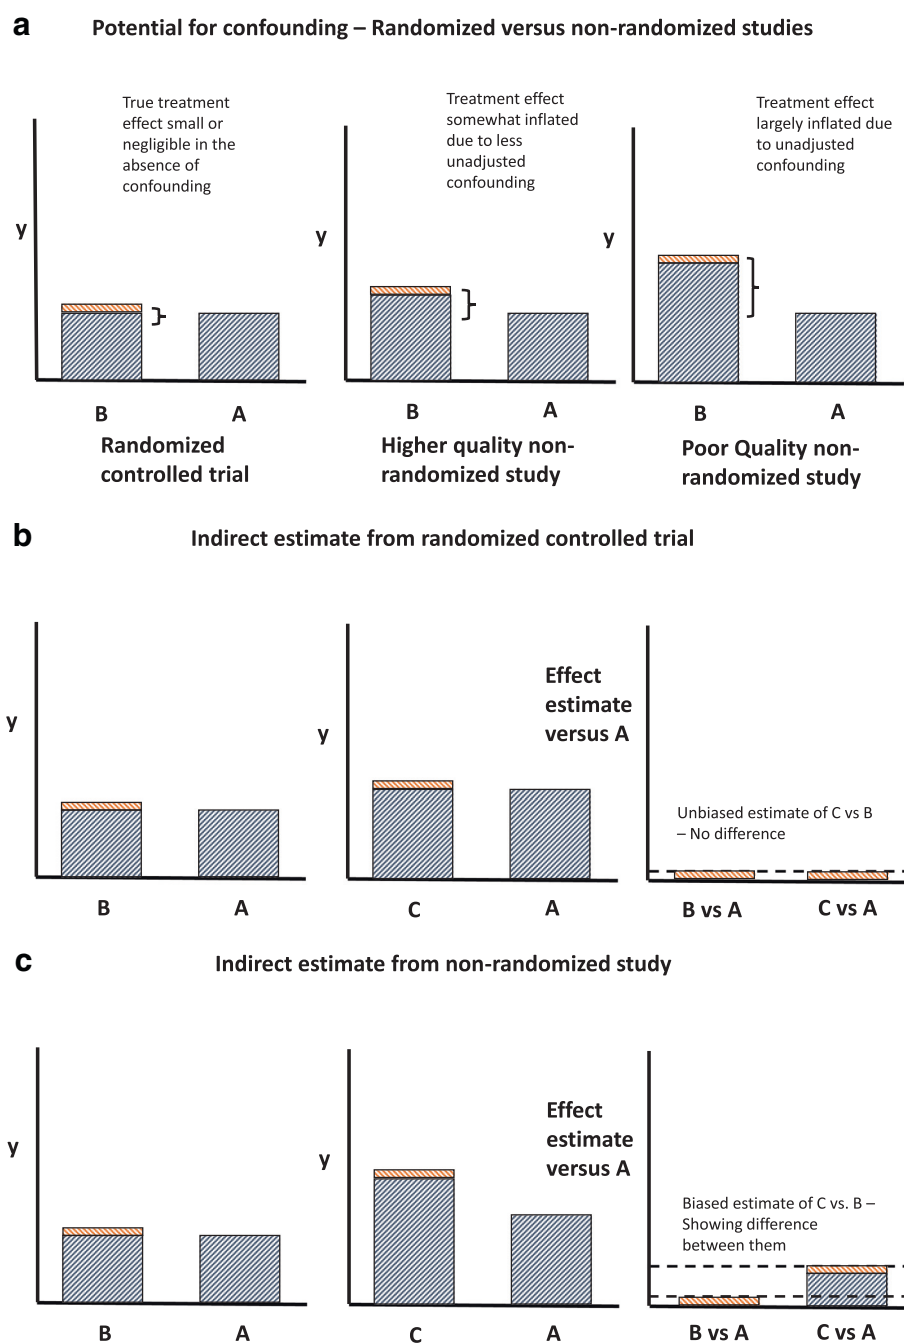 a
Potential for confounding – Randomized versus non-randomized studies
True treatment
effect small or
negligible in the
absence of
confounding
y
B
A
Randomized
controlled trial
Treatment effect
somewhat inflated
due to less
unadjusted
confounding
y
B
A
Higher quality non-
randomized study
Treatment effect
largely inflated due
to unadjusted
confounding
y
B
A
Poor Quality non-
randomized study
b
Indirect estimate from randomized controlled trial
y
B
A
y
C
A
Effect
estimate
versus A
Unbiased estimate of C vs B
– No difference
B vs A
C vs A
c
Indirect estimate from non-randomized study
y
B
A
y
C
A
Effect
estimate
versus A
Biased estimate of C vs. B –
Showing difference
between them
B vs A
C vs A